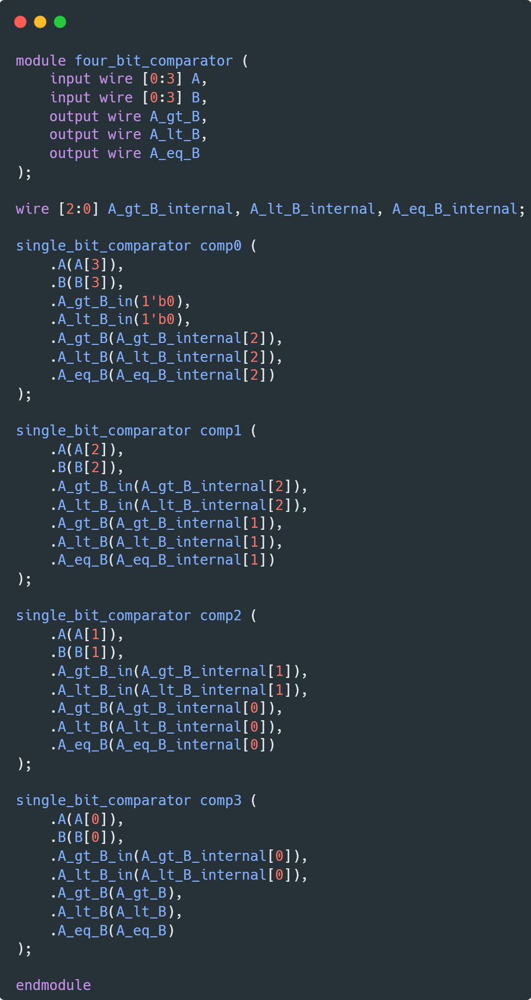 module four_bit_comparator (
    input wire [0:3] A,
    input wire [0:3] B,
    output wire A_gt_B,
    output wire A_lt_B,
    output wire A_eq_B
);

wire [2:0] A_gt_B_internal, A_lt_B_internal, A_eq_B_internal;

single_bit_comparator comp0 (
    .A(A[3]),
    .B(B[3]),
    .A_gt_B_in(1'b0),
    .A_lt_B_in(1'b0),
    .A_gt_B(A_gt_B_internal[2]),
    .A_lt_B(A_lt_B_internal[2]),
    .A_eq_B(A_eq_B_internal[2])
);

single_bit_comparator comp1 (
    .A(A[2]),
    .B(B[2]),
    .A_gt_B_in(A_gt_B_internal[2]),
    .A_lt_B_in(A_lt_B_internal[2]),
    .A_gt_B(A_gt_B_internal[1]),
    .A_lt_B(A_lt_B_internal[1]),
    .A_eq_B(A_eq_B_internal[1])
);

single_bit_comparator comp2 (
    .A(A[1]),
    .B(B[1]),
    .A_gt_B_in(A_gt_B_internal[1]),
    .A_lt_B_in(A_lt_B_internal[1]),
    .A_gt_B(A_gt_B_internal[0]),
    .A_lt_B(A_lt_B_internal[0]),
    .A_eq_B(A_eq_B_internal[0])
);

single_bit_comparator comp3 (
    .A(A[0]),
    .B(B[0]),
    .A_gt_B_in(A_gt_B_internal[0]),
    .A_lt_B_in(A_lt_B_internal[0]),
    .A_gt_B(A_gt_B),
    .A_lt_B(A_lt_B),
    .A_eq_B(A_eq_B)
);

endmodule